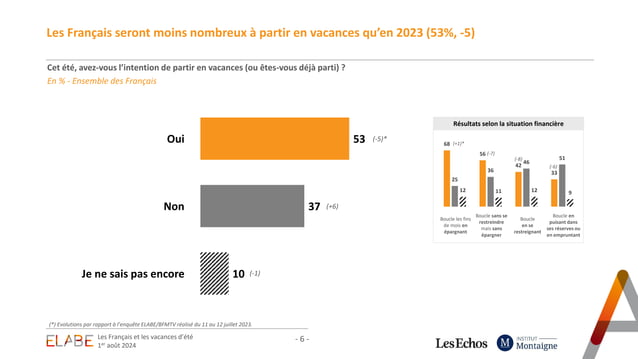 Les Français seront moins nombreux à partir en vacances qu'en 2023 (53%, -5)
Cet été, avez-vous l'intention de partir en vacances (ou êtes-vous déjà parti) ?
En % - Ensemble des Français
Oui
53 (-5)*
Non
37 (+6)
Je ne sais pas encore
10 (-1)
Résultats selon la situation financière
68 (+1)*
25
12
56 (-7)
36
11
(-8)
42
46
12
(-6)
33
51
9
Boucle les fins
de mois en
épargnant
Boucle sans se
restreindre
mais sans
épargner
Boucle
en se
restreignant
Boucle en
puisant dans
ses réserves ou
en empruntant
(*) Evolutions par rapport à l'enquête ELABE/BFMTV réalisé du 11 au 12 juillet 2023.
ELABE
Les Français et les vacances d'été
1er août 2024
- 6 -
Les Echos
M
INSTITUT
Montaigne